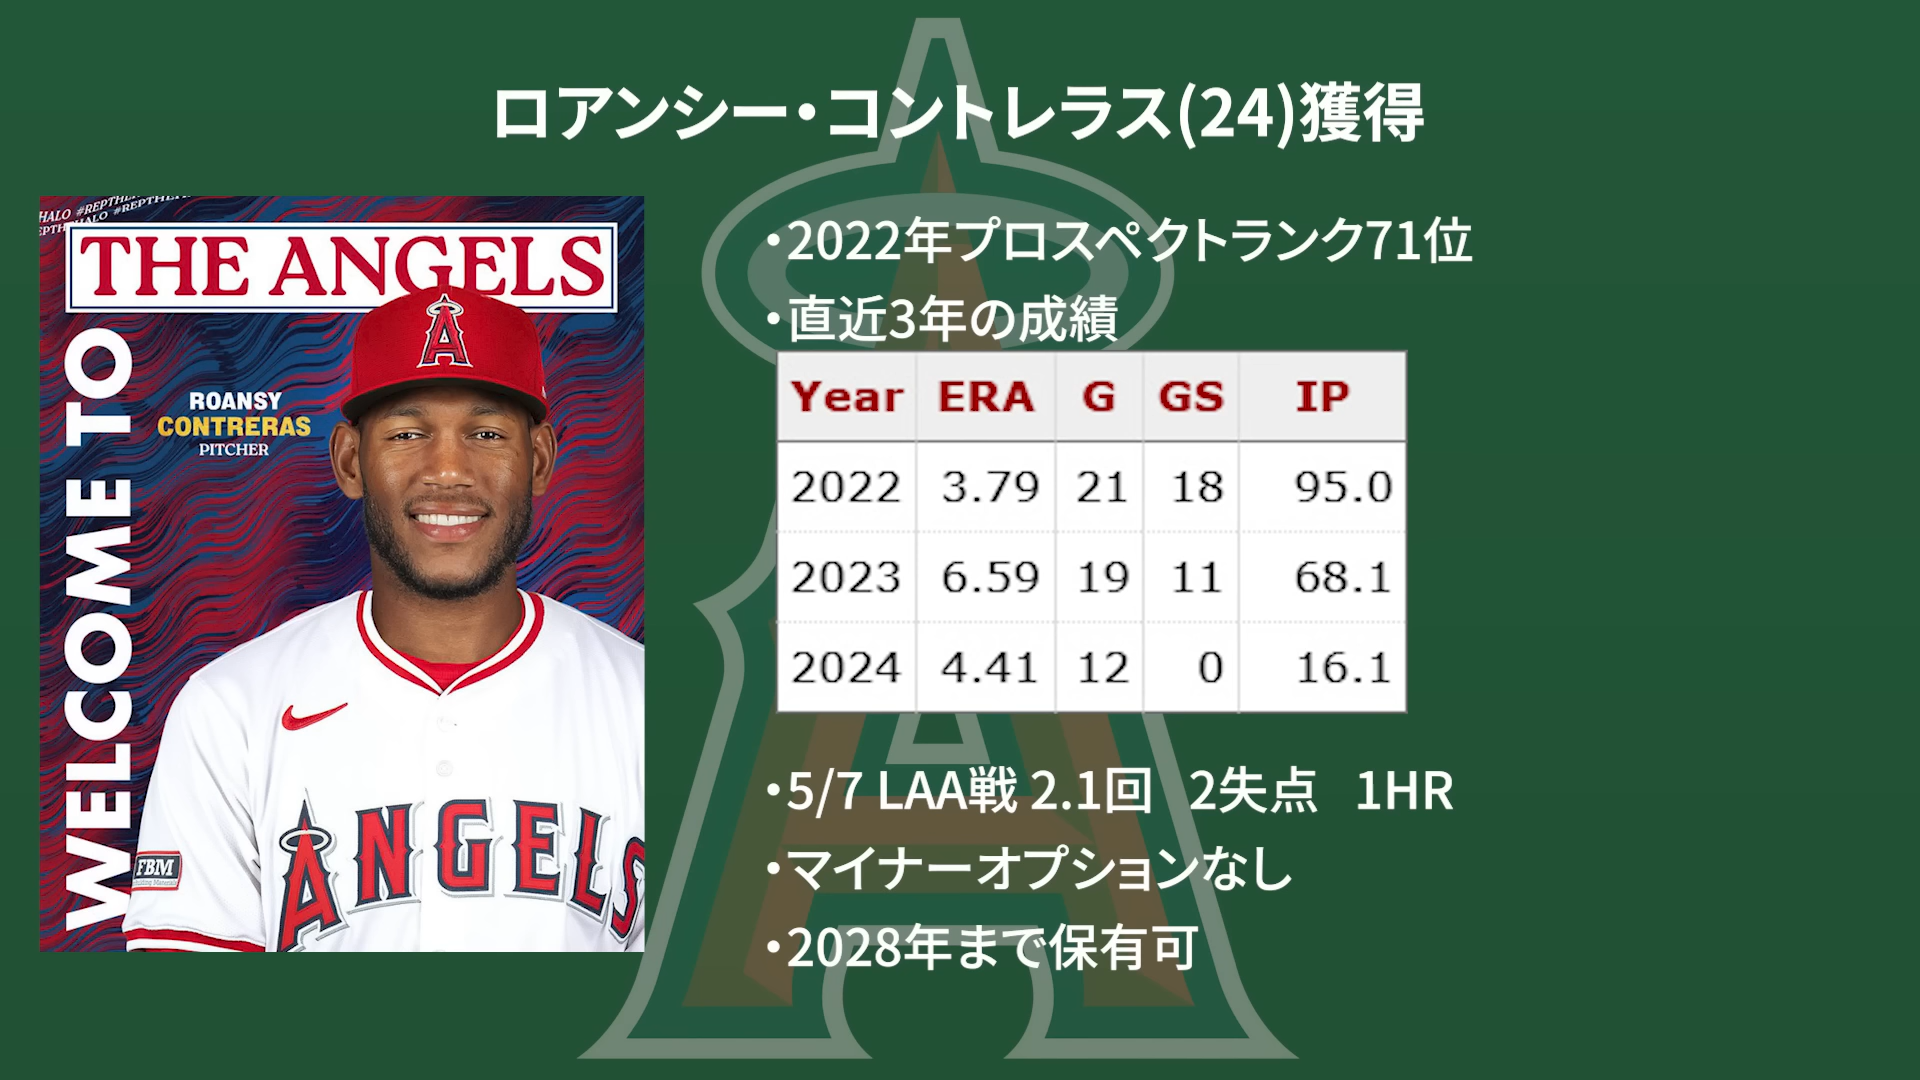 ロアンシー・コントレラス(24)獲得
HALO #REPTHE
EPTHEHALO #REPTHEH
THE ANGELS
WELCOME TO
ROANSY
CONTRERAS
PITCHER
ANGELS
FBM
・2022年プロスペクトランク71位
・直近3年の成績
Year ERA G GS IP
2022 3.79 21 18 95.0
2023 6.59 19 11 68.1
2024 4.41 12 0 16.1
・5/7 LAA戦 2.1回 2失点 1HR
・マイナーオプションなし
・2028年まで保有可